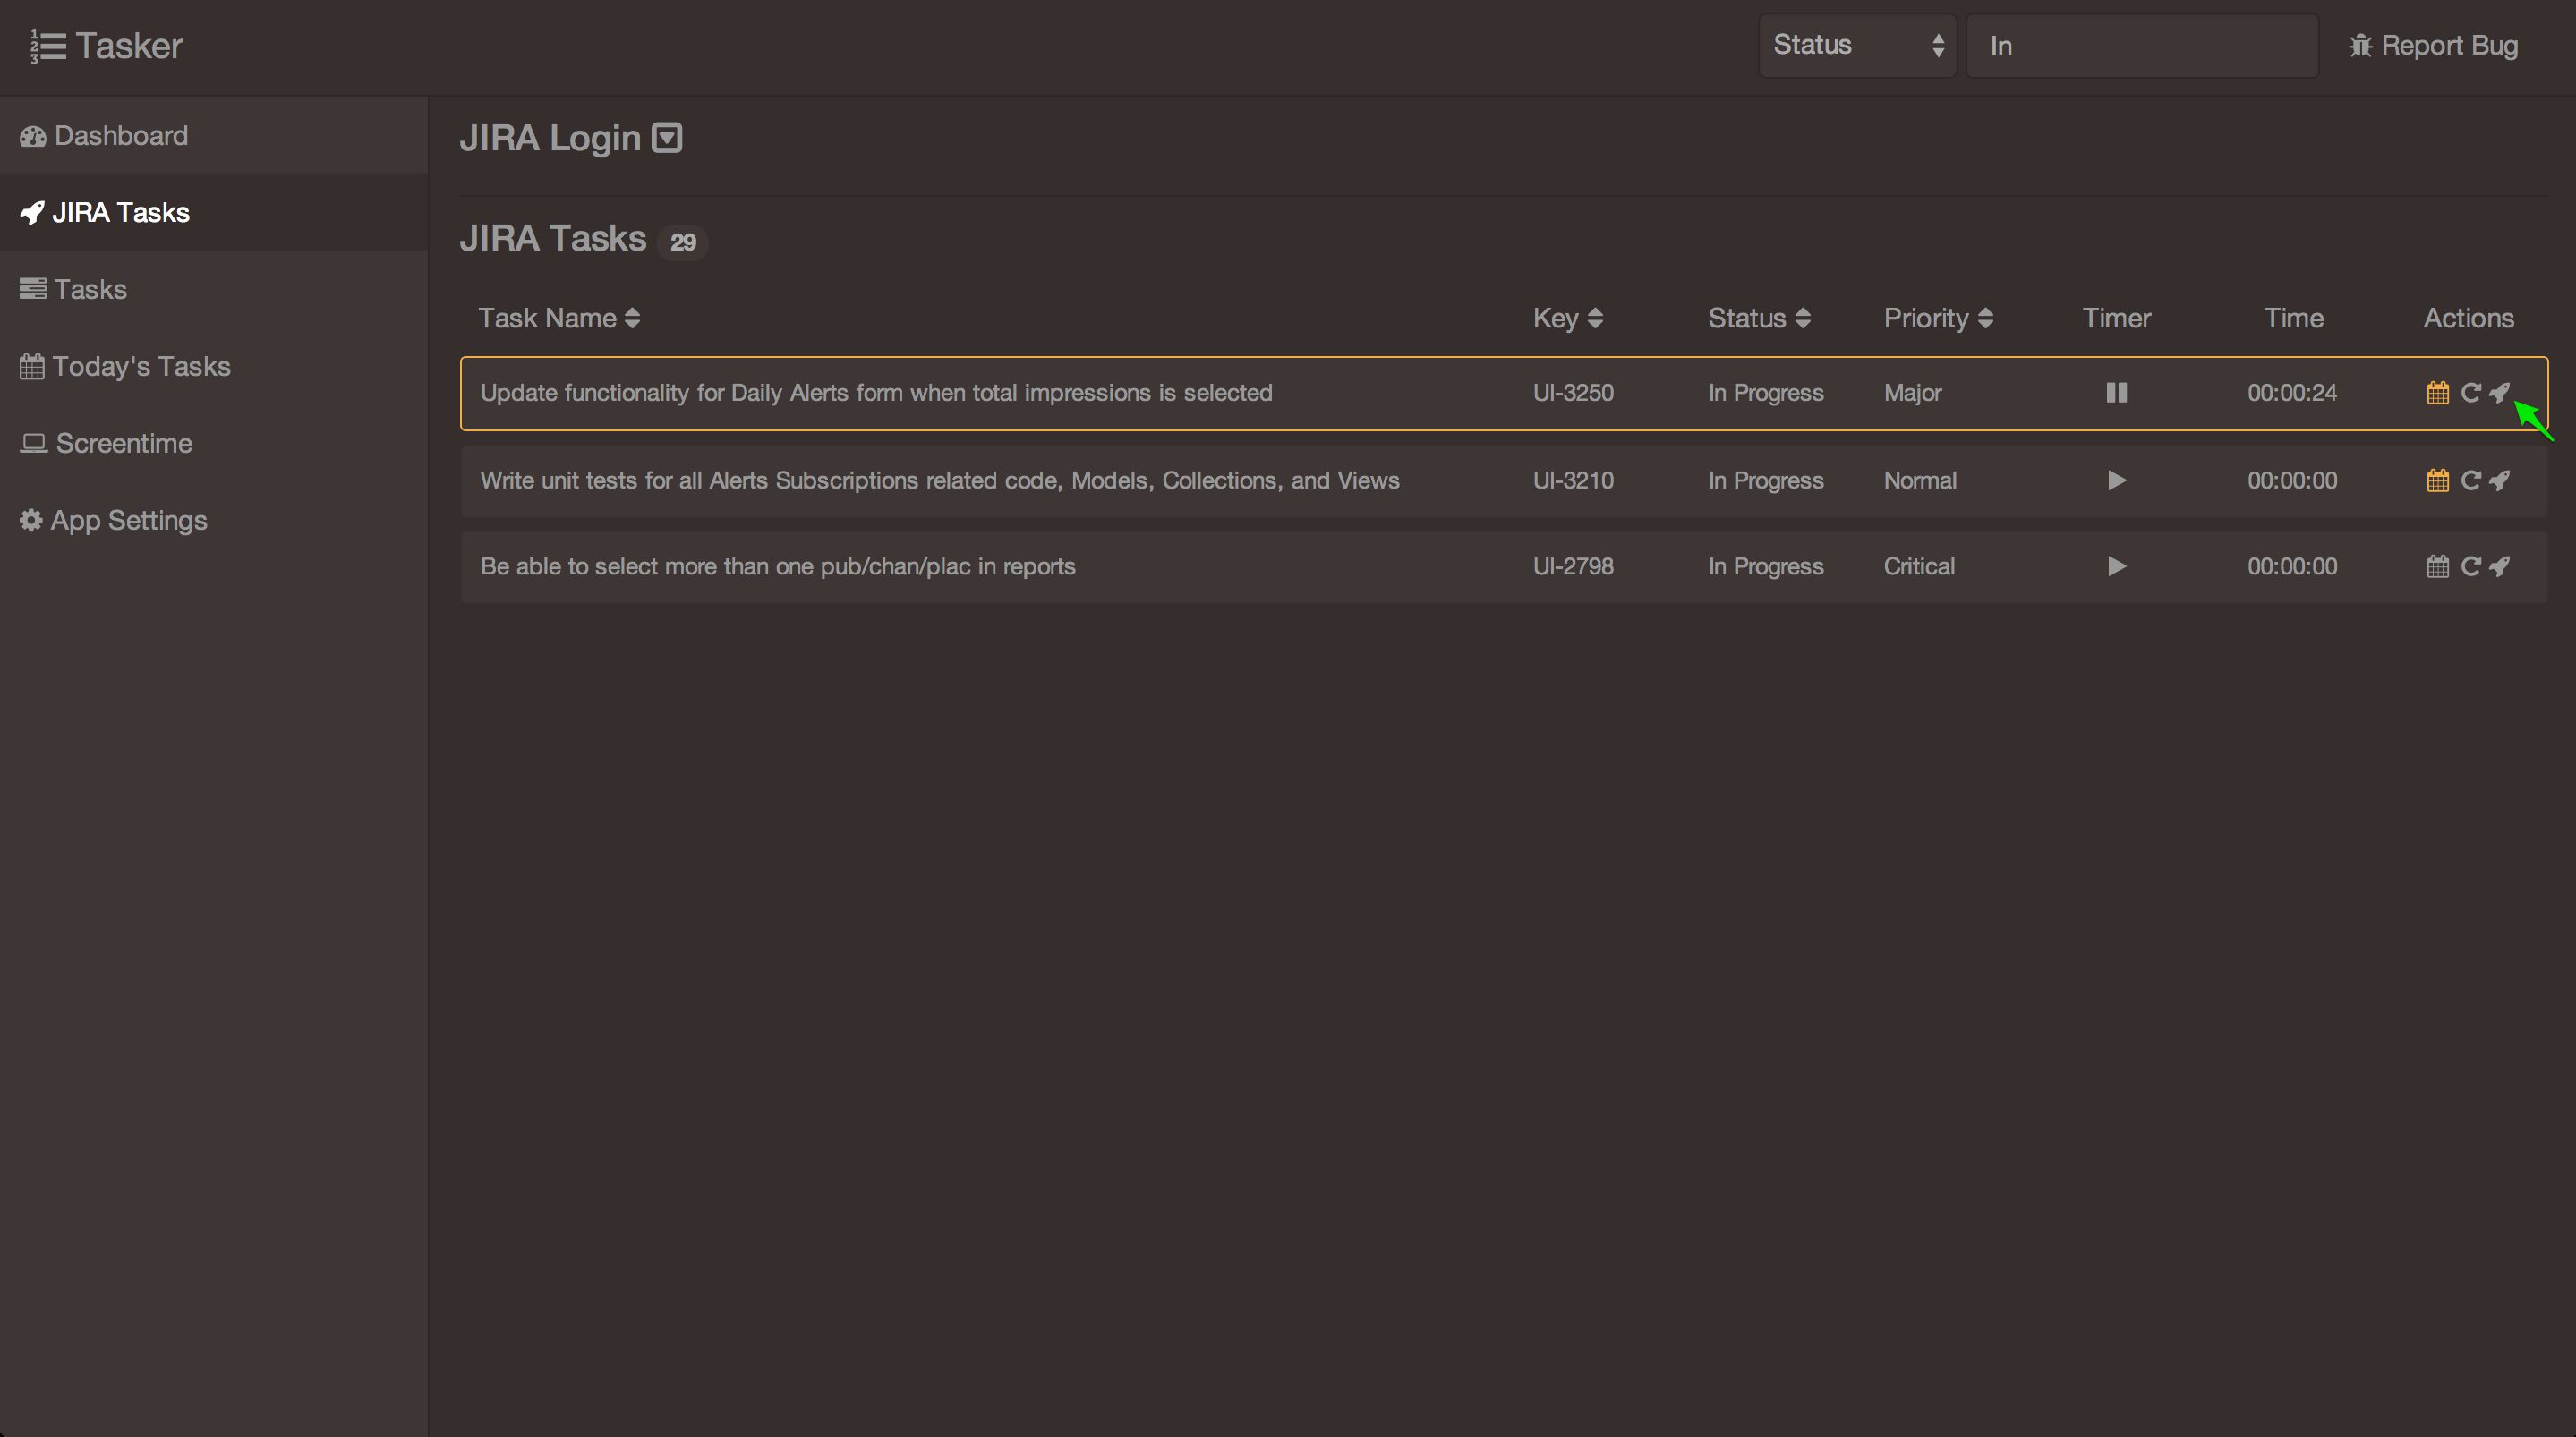 Tasker
Status
In
Report Bug
Dashboard
JIRA Tasks
Tasks
Today's Tasks
Screentime
App Settings
JIRA Login
JIRA Tasks 29
Task Name Key Status Priority Timer Time Actions
Update functionality for Daily Alerts form when total impressions is selected UI-3250 In Progress Major 00:00:24
Write unit tests for all Alerts Subscriptions related code, Models, Collections, and Views UI-3210 In Progress Normal 00:00:00
Be able to select more than one pub/chan/plac in reports UI-2798 In Progress Critical 00:00:00